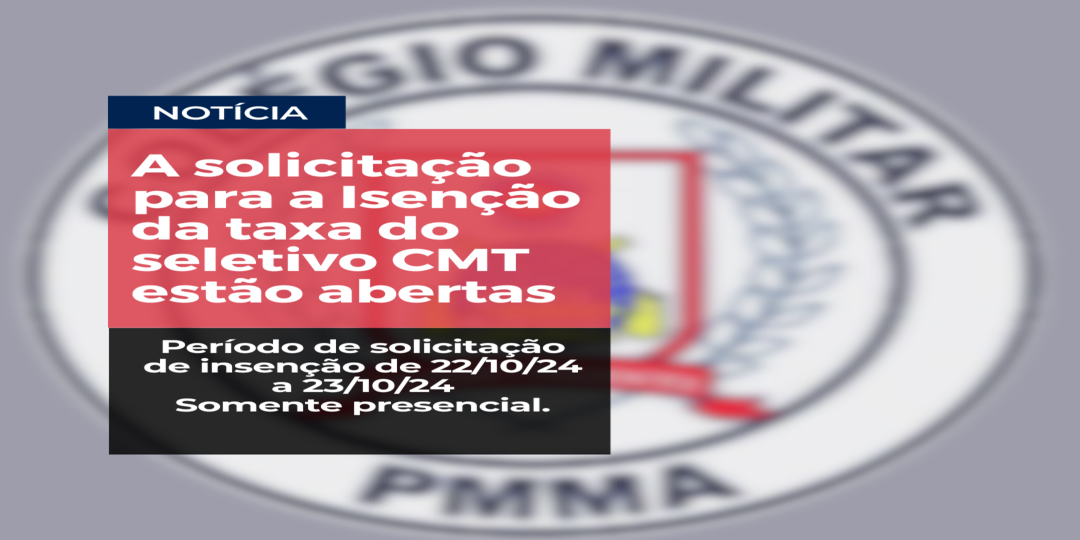 COLÉGIO MILITAR
NOTÍCIA
A solicitação
para a Isenção
da taxa do
seletivo CMT
estão abertas
Período de solicitação
de insenção de 22/10/24
a 23/10/24
Somente presencial.
PMMA